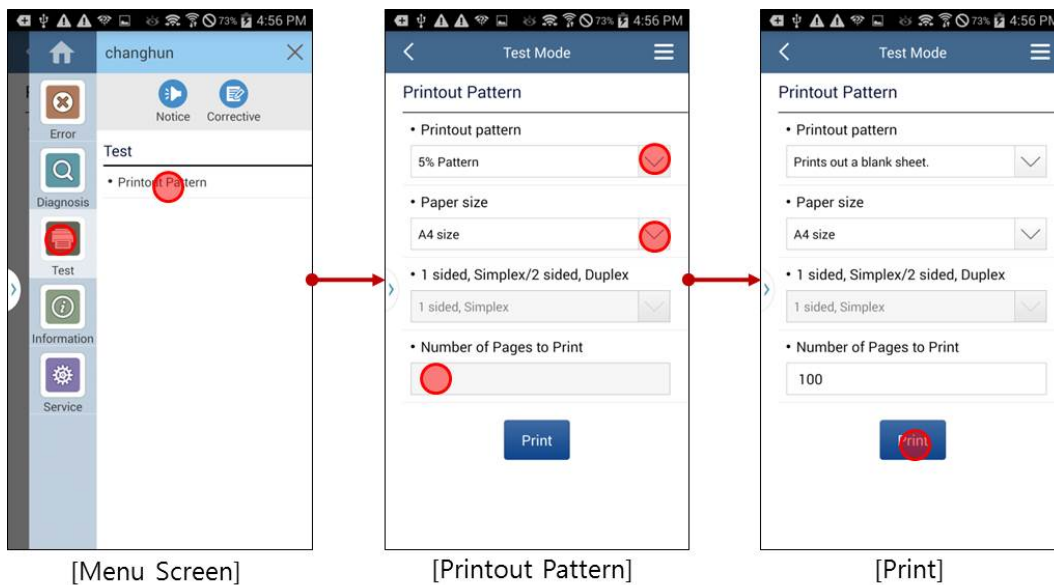 73% 4:56 PM
changhun
Notice Corrective
Error
Test
• Printout Pattern
Diagnosis
Test
Information
Service
[Menu Screen]
73% 4:56 PM
Test Mode
Printout Pattern
• Printout pattern
5% Pattern
• Paper size
A4 size
• 1 sided, Simplex/2 sided, Duplex
1 sided, Simplex
• Number of Pages to Print
Print
[Printout Pattern]
73% 4:56 PM
Test Mode
Printout Pattern
• Printout pattern
Prints out a blank sheet.
• Paper size
A4 size
• 1 sided, Simplex/2 sided, Duplex
1 sided, Simplex
• Number of Pages to Print
100
Print
[Print]